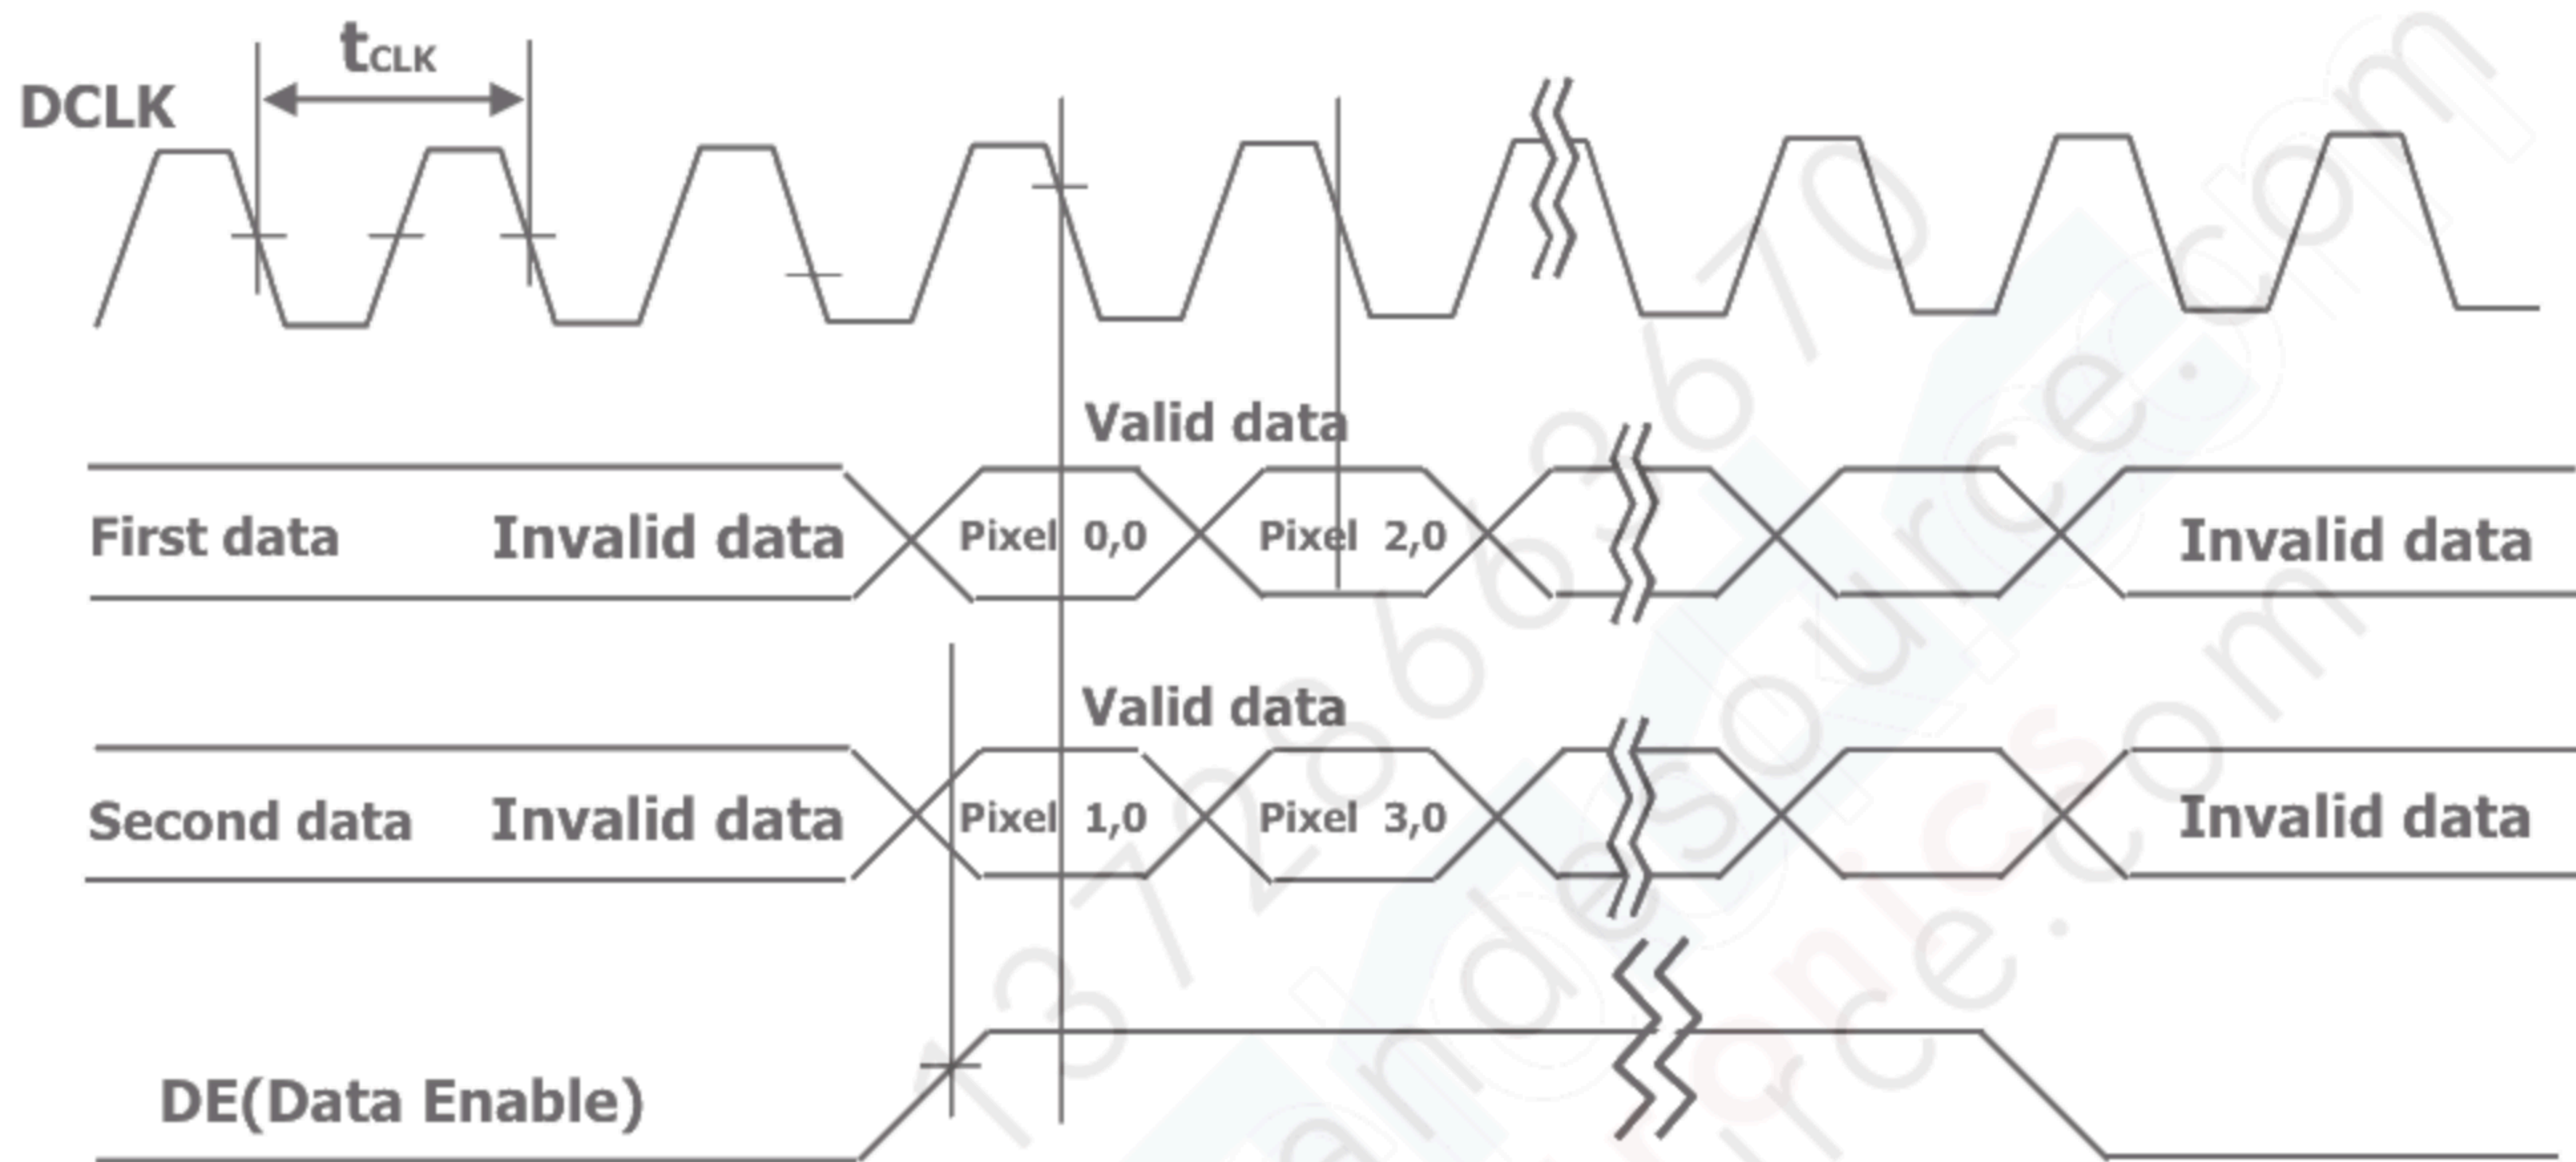 tCLK
DCLK
Valid data
First data Invalid data Pixel 0,0 Pixel 2,0 Invalid data
Valid data
Second data Invalid data Pixel 1,0 Pixel 3,0 Invalid data
DE(Data Enable)